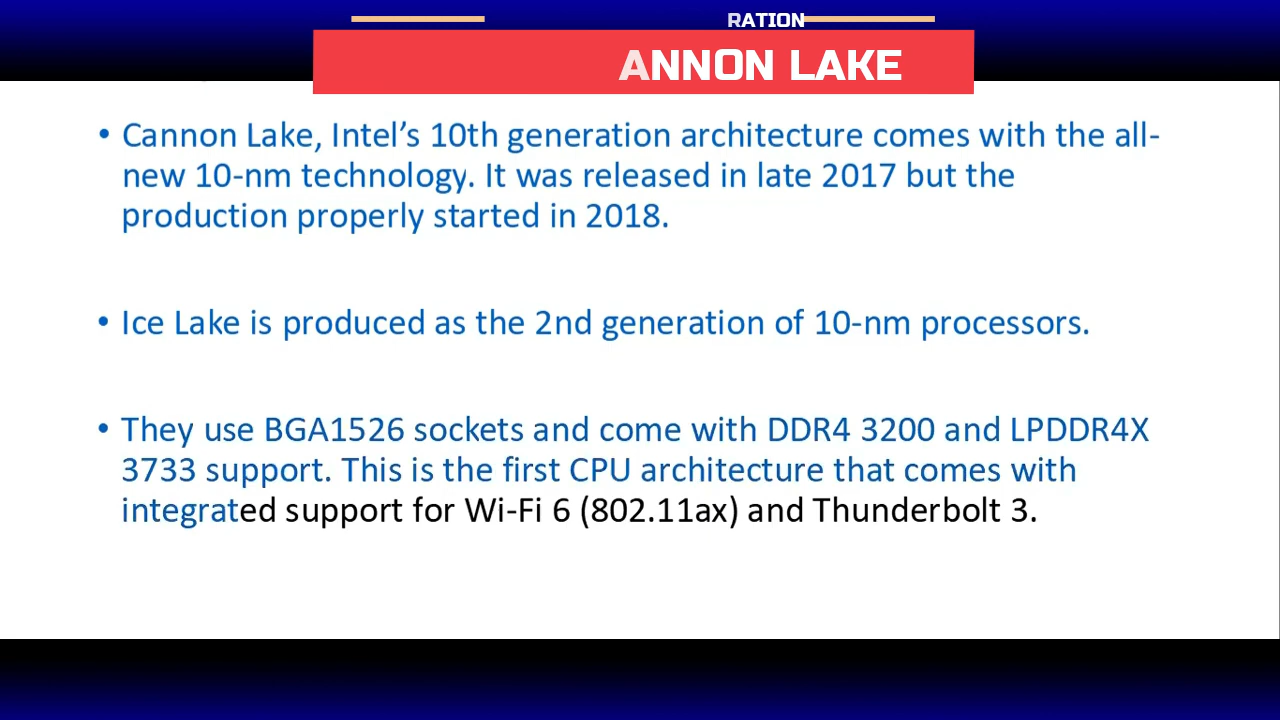 RATION
ANNON LAKE
• Cannon Lake, Intel’s 10th generation architecture comes with the all-
new 10-nm technology. It was released in late 2017 but the
production properly started in 2018.
• Ice Lake is produced as the 2nd generation of 10-nm processors.
• They use BGA1526 sockets and come with DDR4 3200 and LPDDR4X
3733 support. This is the first CPU architecture that comes with
integrated support for Wi-Fi 6 (802.11ax) and Thunderbolt 3.